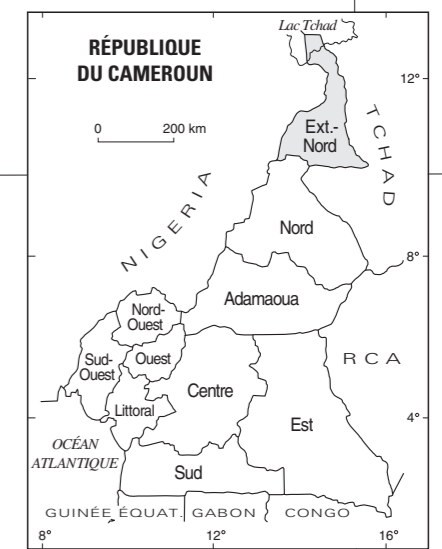 Lac Tchad
RÉPUBLIQUE
DU CAMEROUN
12°
0 200 km
Ext.-
Nord
TCHAD
NIGERIA
Nord
8°
Adamaoua
Nord-
Ouest
Sud-
Ouest
Ouest
RCA
Centre
Littoral
Est
4°
OCÉAN
ATLANTIQUE
Sud
GUINÉE ÉQUAT. GABON CONGO
8° 12° 16°